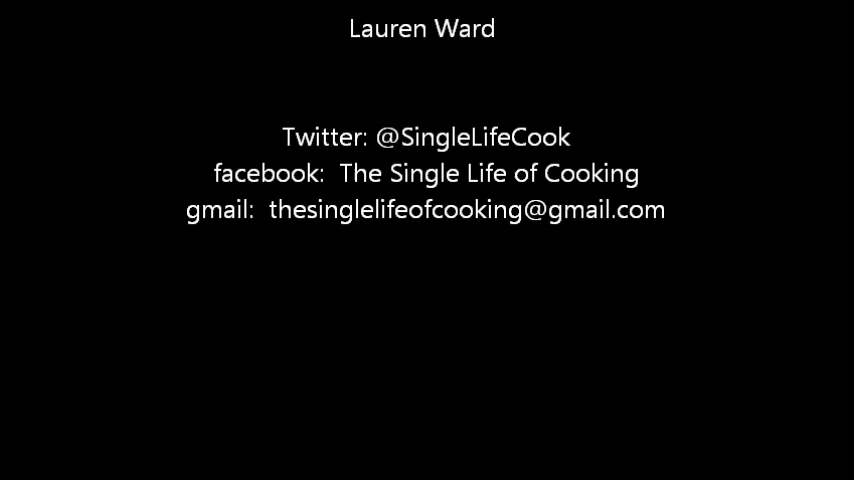 Lauren Ward
Twitter: @SingleLifeCook
facebook:  The Single Life of Cooking
gmail:  thesinglelifeofcooking@gmail.com